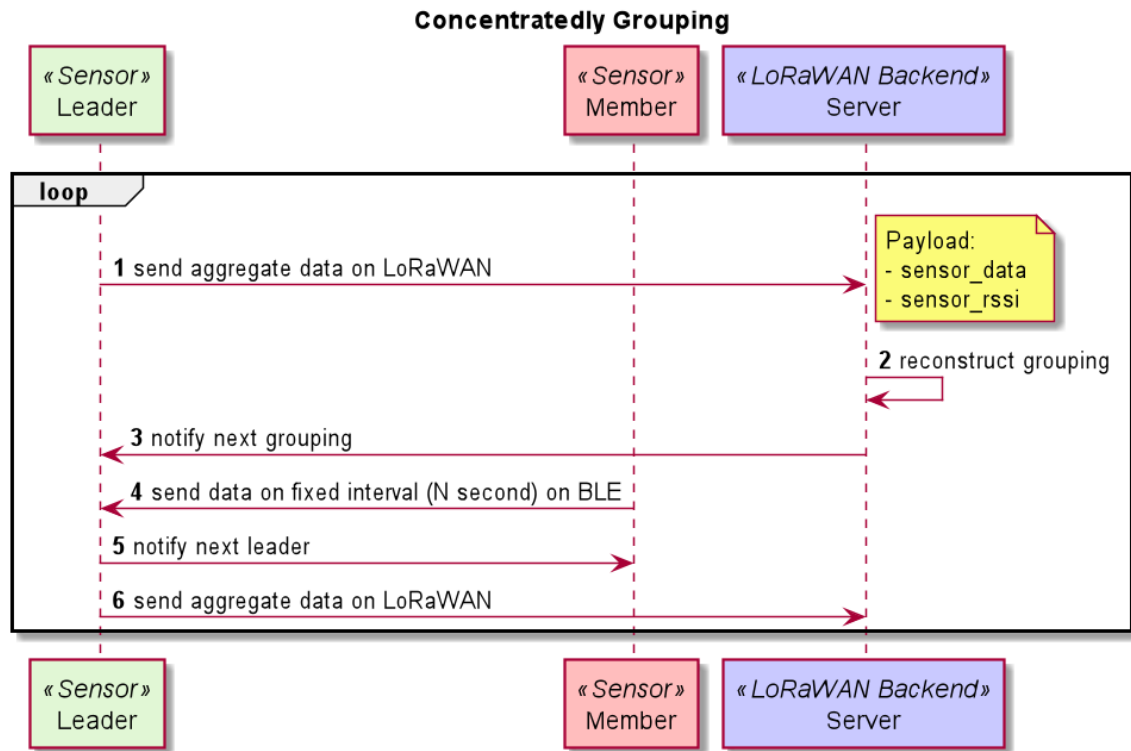 Concentratedly Grouping
«Sensor»
Leader
«Sensor»
Member
«LoRaWAN Backend»
Server
loop
Payload:
- sensor_data
- sensor_rssi
1 send aggregate data on LoRaWAN
2 reconstruct grouping
3 notify next grouping
4 send data on fixed interval (N second) on BLE
5 notify next leader
6 send aggregate data on LoRaWAN
«Sensor»
Leader
«Sensor»
Member
«LoRaWAN Backend»
Server